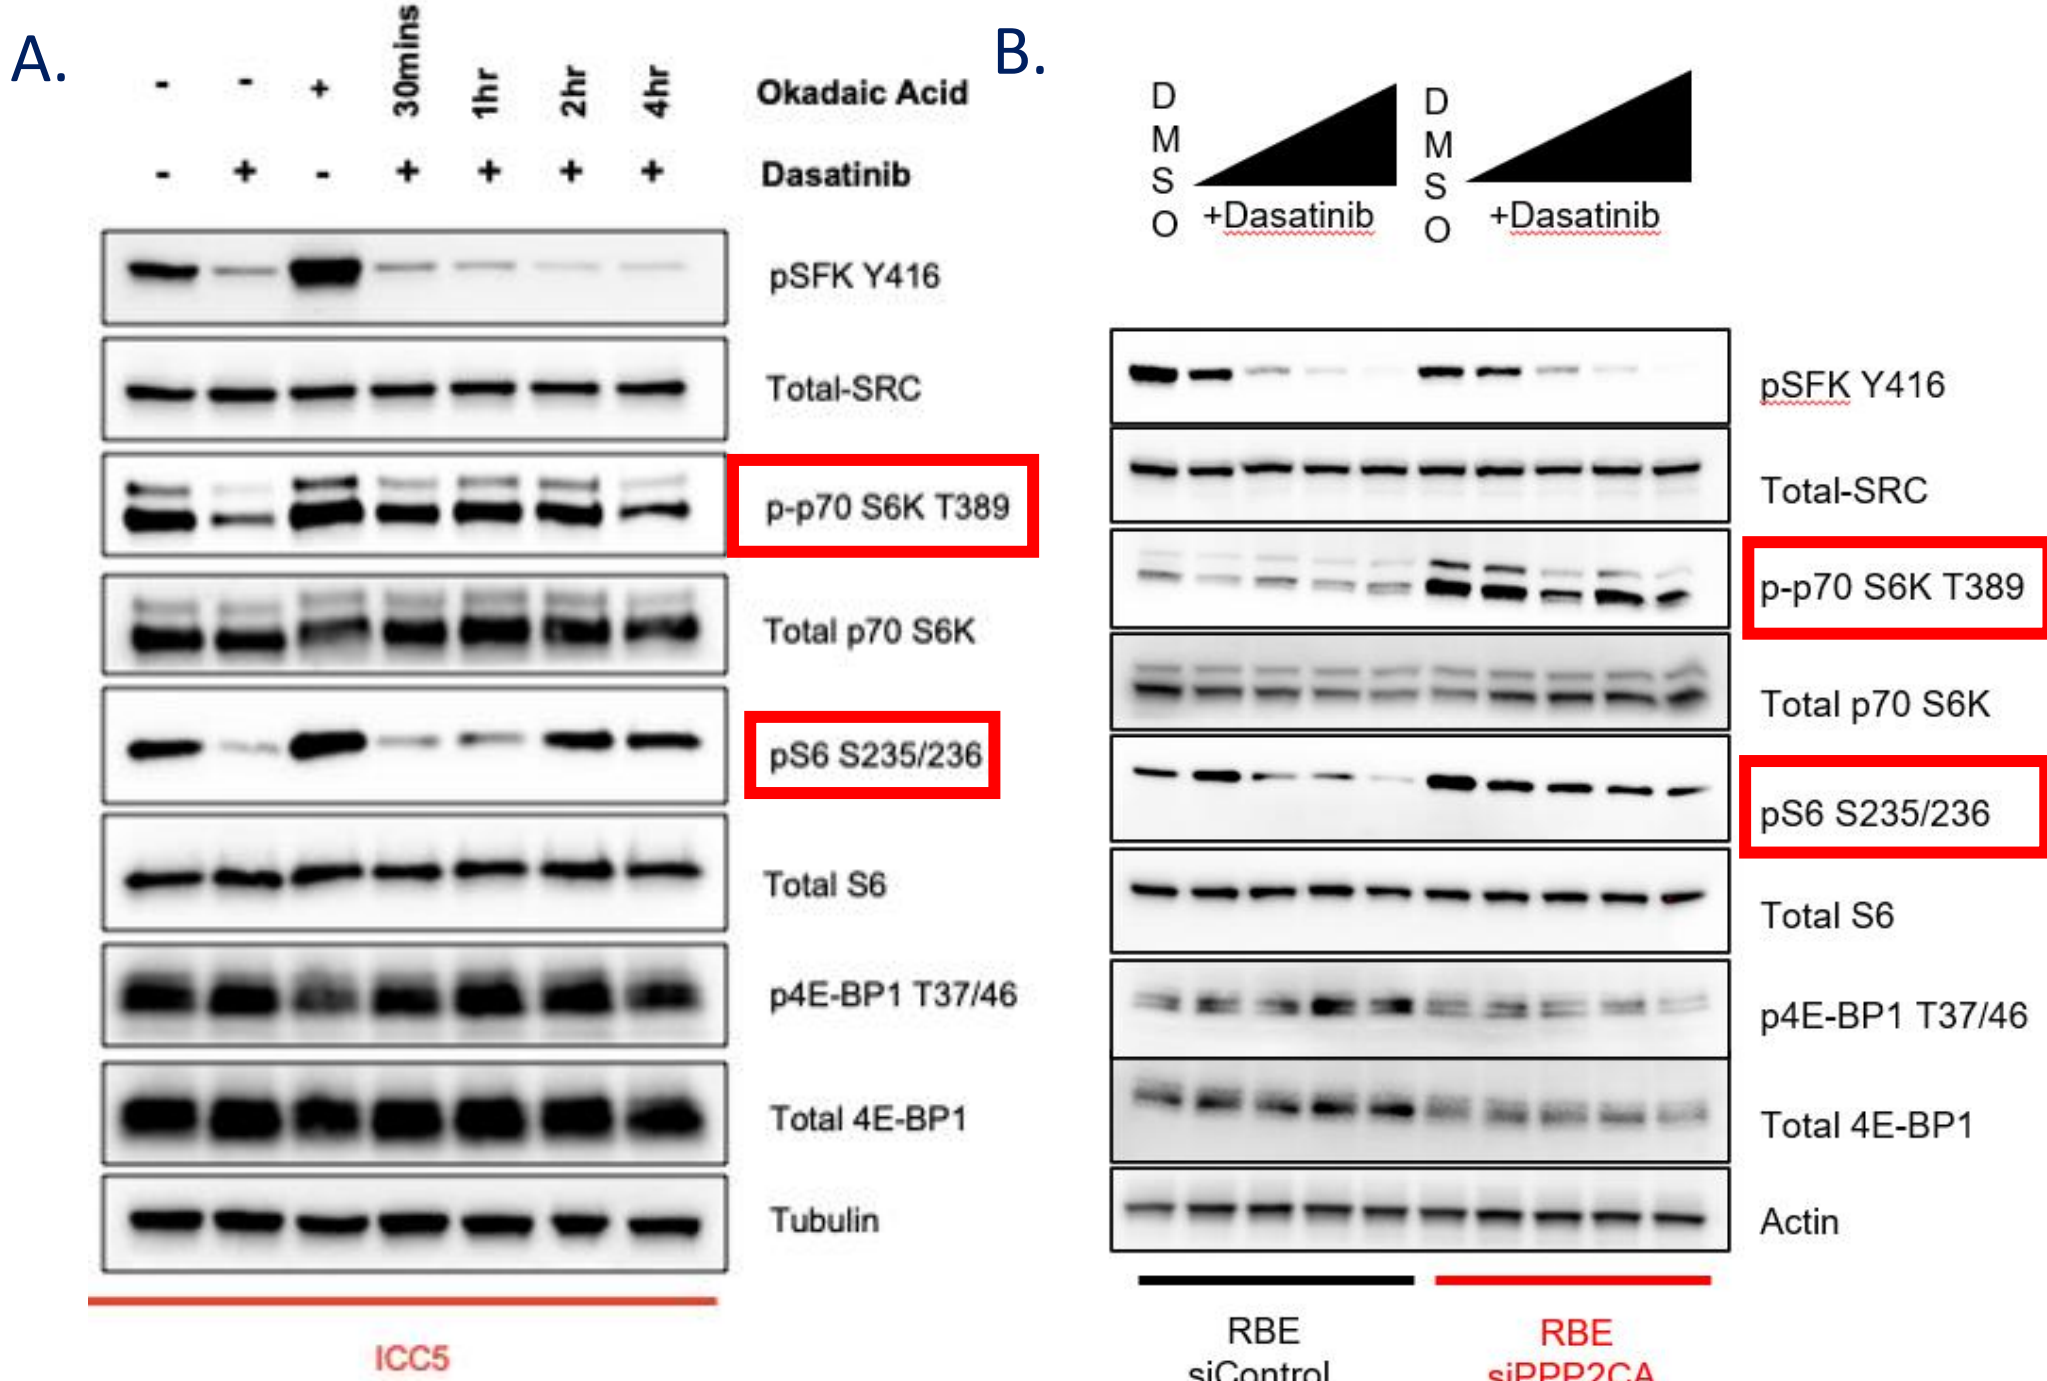 A.
- - + 30mins 1hr 2hr 4hr Okadaic Acid
- + - + + + + Dasatinib
pSFK Y416
Total-SRC
p-p70 S6K T389
Total p70 S6K
pS6 S235/236
Total S6
p4E-BP1 T37/46
Total 4E-BP1
Tubulin
ICC5
B.
DMSO
+Dasatinib
DMSO
+Dasatinib
pSFK Y416
Total-SRC
p-p70 S6K T389
Total p70 S6K
pS6 S235/236
Total S6
p4E-BP1 T37/46
Total 4E-BP1
Actin
RBE
siControl
RBE
siPPP2CA